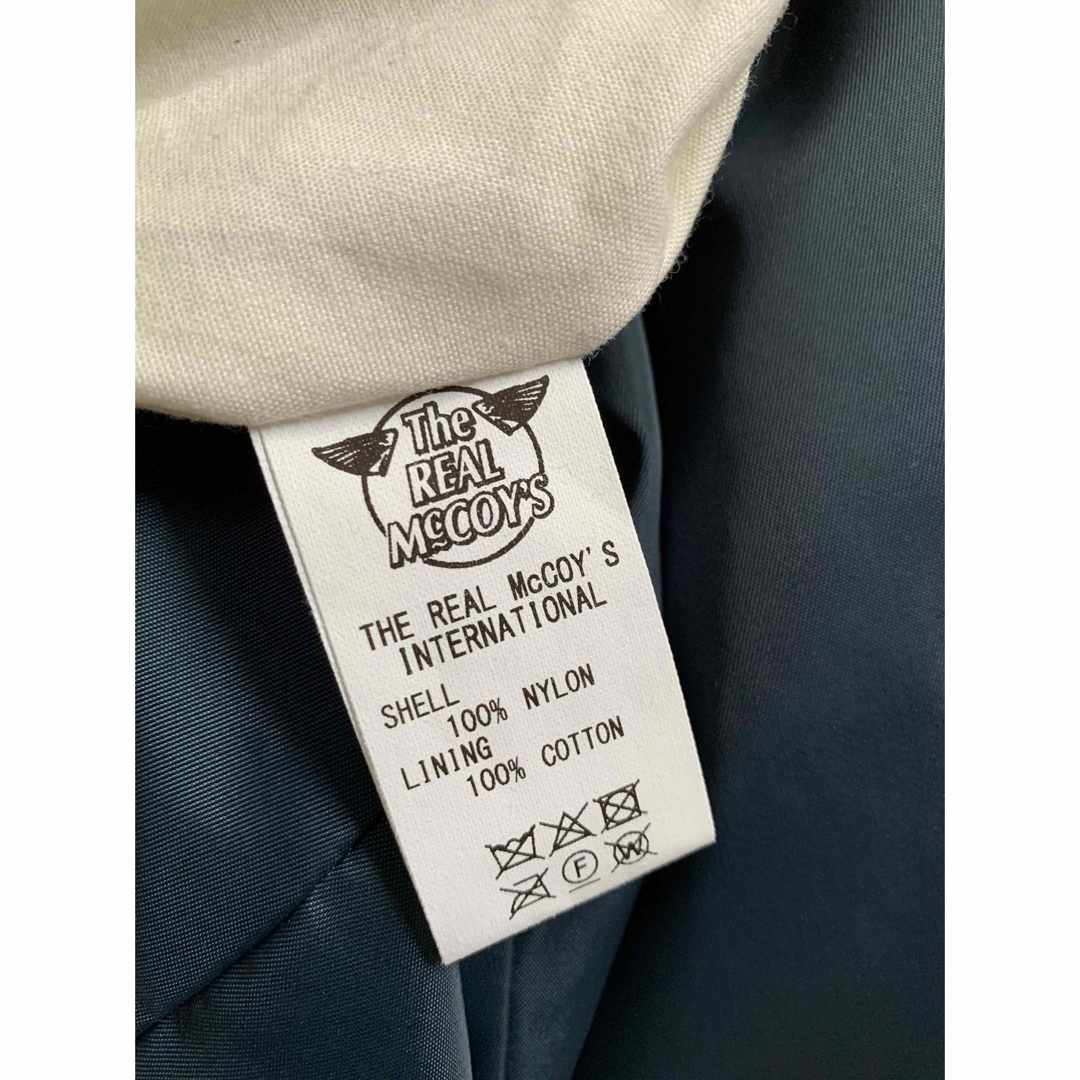 The
REAL
McCOY'S
THE REAL McCOY'S
INTERNATIONAL
SHELL
100% NYLON
LINING
100% COTTON
F W